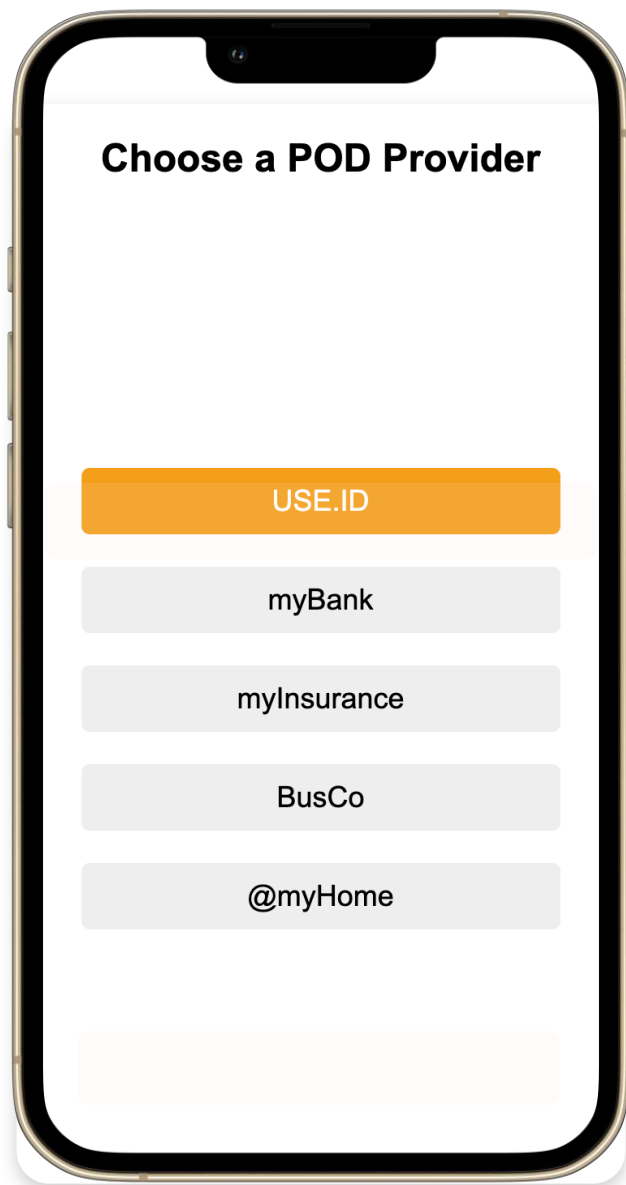 Choose a POD Provider
USE.ID
myBank
myInsurance
BusCo
@myHome